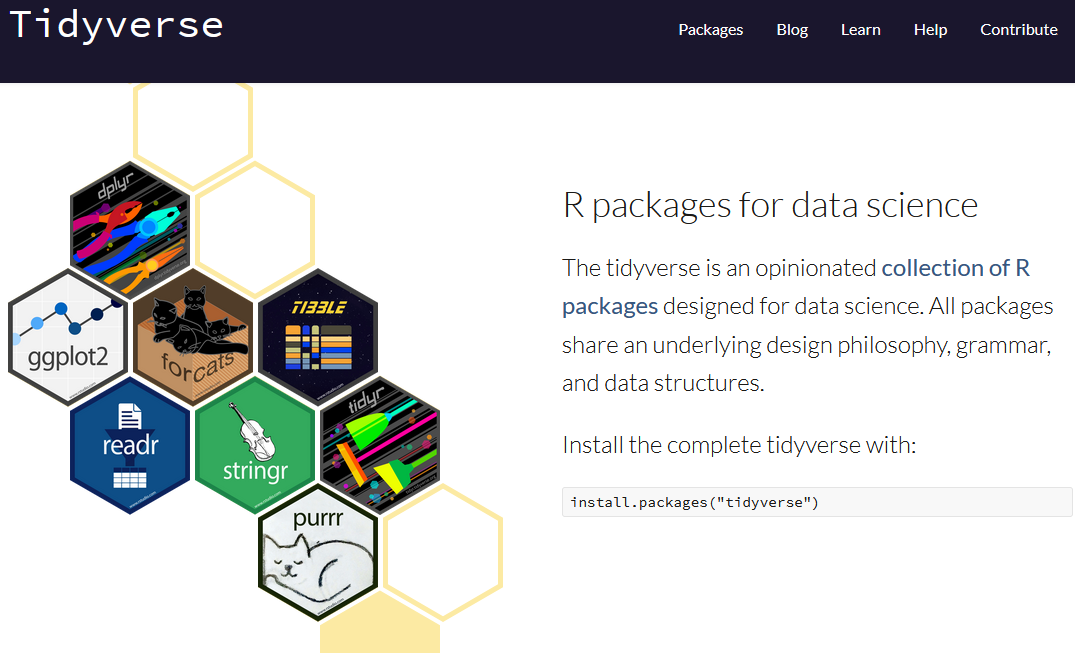 Tidyverse
Packages
Blog
Learn
Help
Contribute
dplyr
ggplot2
forcats
TIBBLE
readr
stringr
tidyr
purrr
R packages for data science
The tidyverse is an opinionated collection of R
packages designed for data science. All packages
share an underlying design philosophy, grammar,
and data structures.
Install the complete tidyverse with:
install.packages("tidyverse")